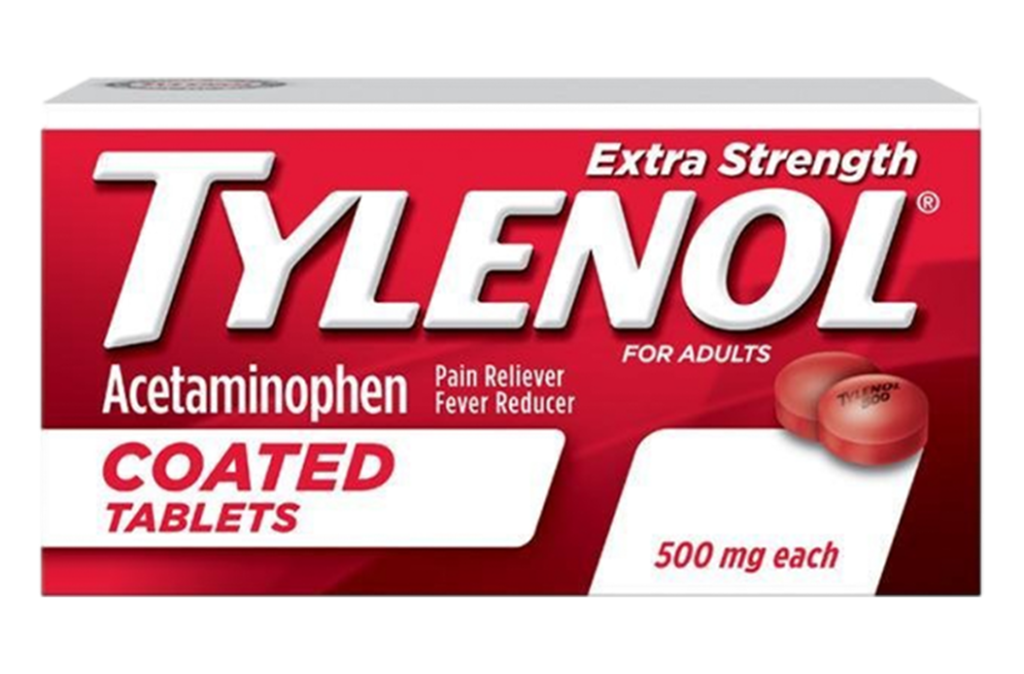 Extra Strength
TYLENOL®
FOR ADULTS
Acetaminophen
Pain Reliever
Fever Reducer
COATED
TABLETS
TYLENOL
500
500 mg each